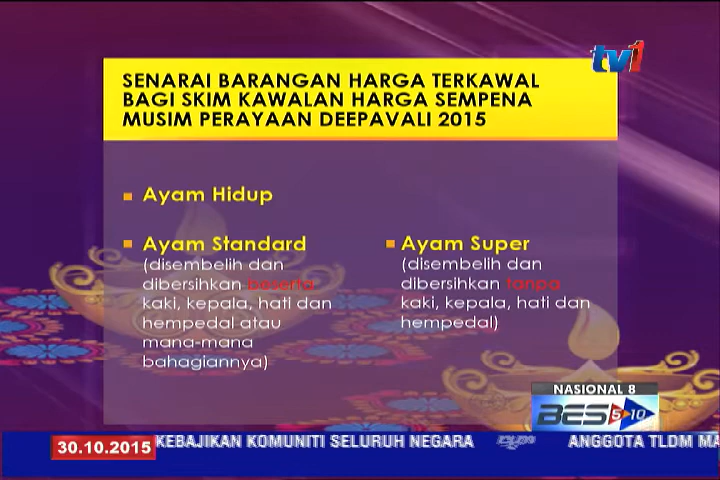 tv1
SENARAI BARANGAN HARGA TERKAWAL
BAGI SKIM KAWALAN HARGA SEMPENA
MUSIM PERAYAAN DEEPAVALI 2015
Ayam Hidup
Ayam Standard
(disembelih dan
dibersihkan beserta
kaki, kepala, hati dan
hempedal atau
mana-mana
bahagiannya)
Ayam Super
(disembelih dan
dibersihkan tanpa
kaki, kepala, hati dan
hempedal)
NASIONAL 8
BES 5 10
30.10.2015 KEBAJIKAN KOMUNITI SELURUH NEGARA ANGGOTA TLDM MA